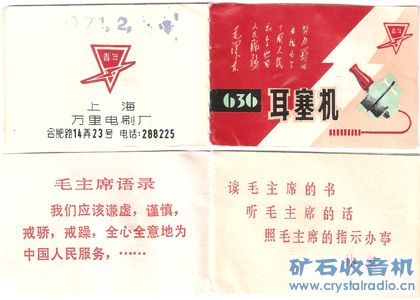 1971.2,
青年
上海
万里电刷厂
合肥路14弄23号 电话:288225
636
耳塞机
毛主席语录
我们应该谦虚，谨慎，
戒骄，戒躁，全心全意地为
中国人民服务，……
读毛主席的书
听毛主席的话
照毛主席的指示办事
矿石收音机
www.crystalradio.cn